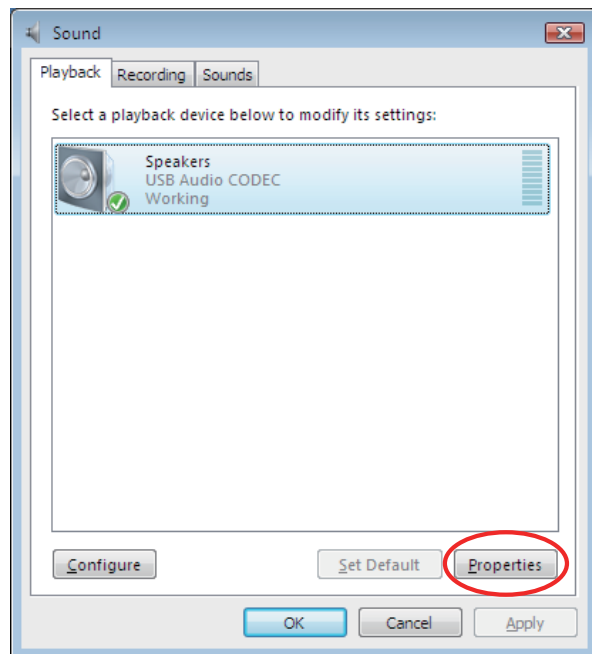 Sound
Playback Recording Sounds
Select a playback device below to modify its settings:
Speakers
USB Audio CODEC
Working
Configure Set Default Properties
OK Cancel Apply